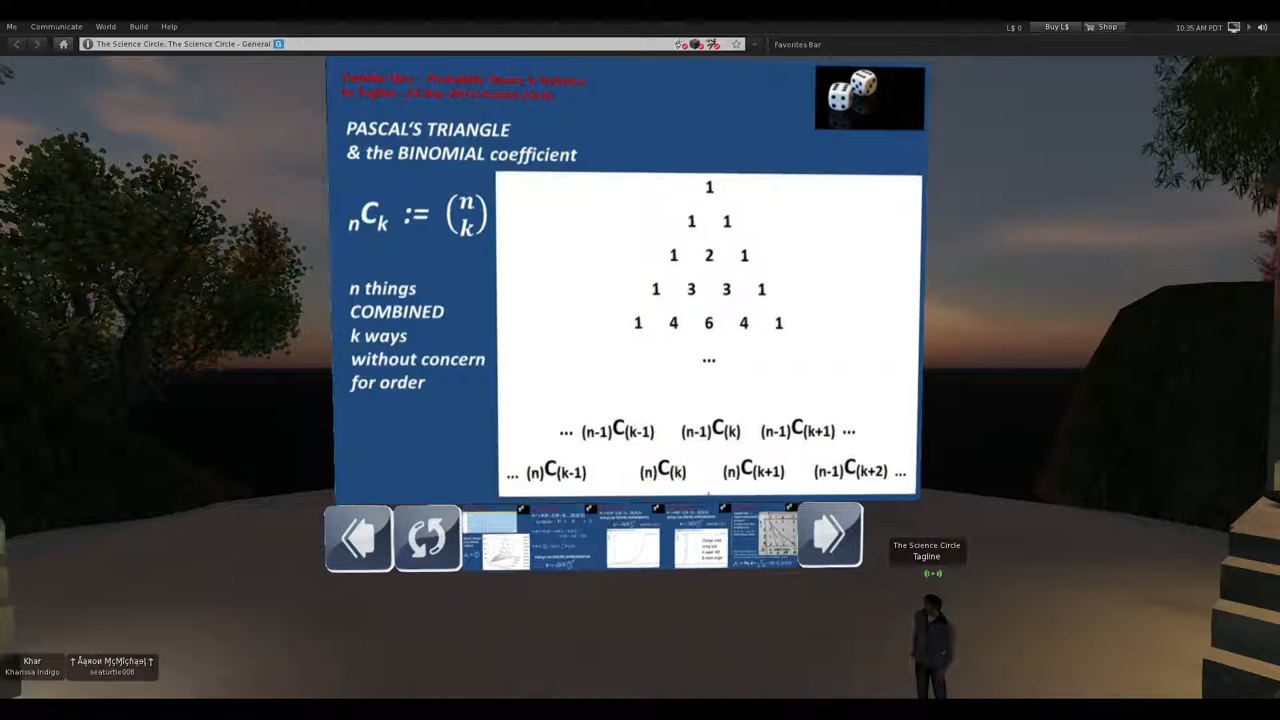 Me Communicate World Build Help
L$ 0 Buy L$ Shop 10:35 AM PDT
The Science Circle, The Science Circle - General G
Favorites Bar
PASCAL'S TRIANGLE
& the BINOMIAL coefficient
nCk := (n k)
n things
COMBINED
k ways
without concern
for order
1
1 1
1 2 1
1 3 3 1
1 4 6 4 1
...
... (n-1)C(k-1) (n-1)C(k) (n-1)C(k+1) ...
... (n)C(k-1) (n)C(k) (n)C(k+1) (n-1)C(k+2) ...
The Science Circle
Tagline
Khar
Kharissa Indigo
seaturtle008